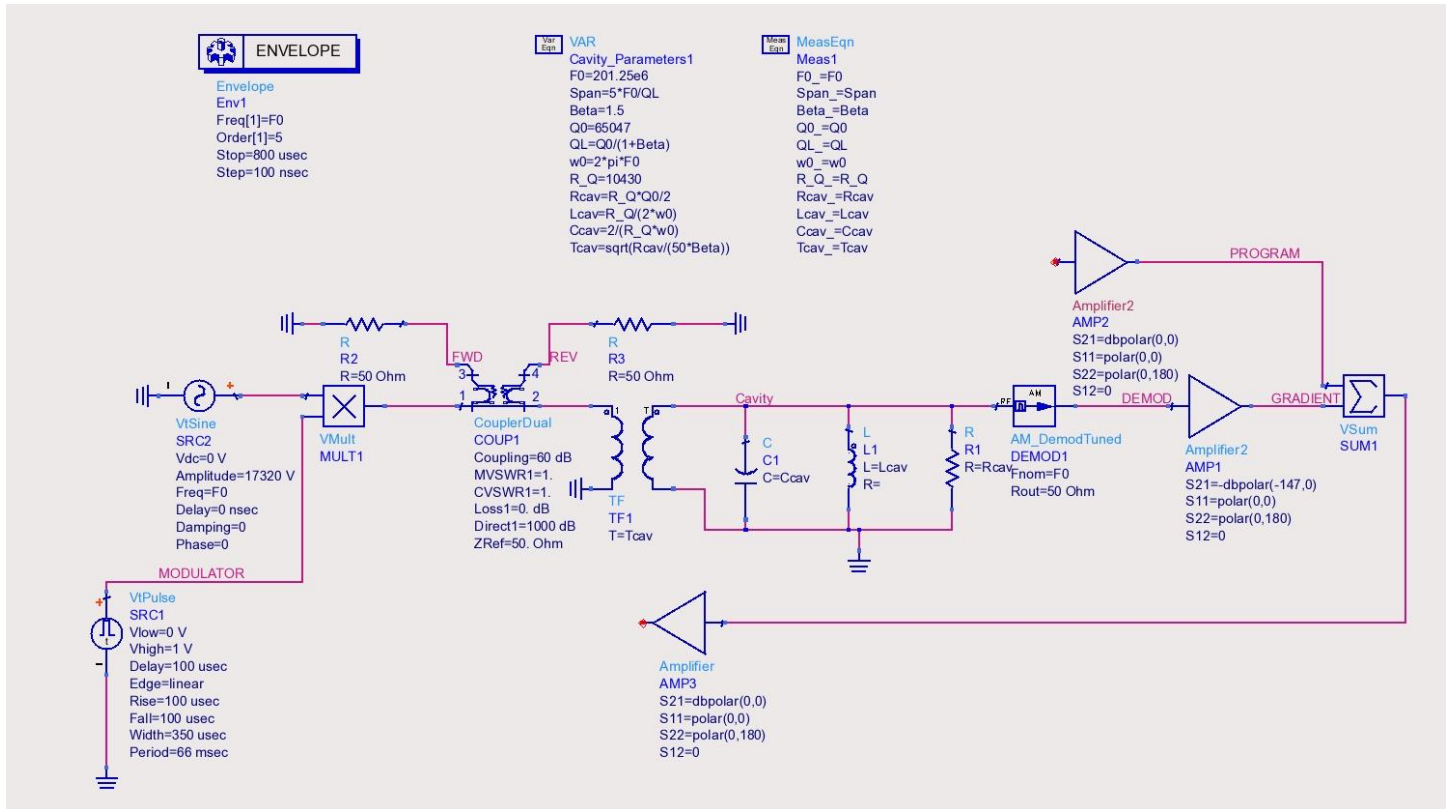 ENVELOPE
Envelope
Env1
Freq[1]=F0
Order[1]=5
Stop=800 usec
Step=100 nsec
Var
Eqn
VAR
Cavity_Parameters1
F0=201.25e6
Span=5*F0/QL
Beta=1.5
Q0=65047
QL=Q0/(1+Beta)
w0=2*pi*F0
R_Q=10430
Rcav=R_Q*Q0/2
Lcav=R_Q/(2*w0)
Ccav=2/(R_Q*w0)
Tcav=sqrt(Rcav/(50*Beta))
Meas
Eqn
MeasEqn
Meas1
F0_=F0
Span_=Span
Beta_=Beta
Q0_=Q0
QL_=QL
w0_=w0
R_Q_=R_Q
Rcav_=Rcav
Lcav_=Lcav
Ccav_=Ccav
Tcav_=Tcav
PROGRAM
Amplifier2
AMP2
S21=dbpolar(0,0)
S11=polar(0,0)
S22=polar(0,180)
S12=0
R
R2
R=50 Ohm
FWD
REV
R
R3
R=50 Ohm
3
4
1
2
VtSine
SRC2
Vdc=0 V
Amplitude=17320 V
Freq=F0
Delay=0 nsec
Damping=0
Phase=0
VMult
MULT1
CouplerDual
COUP1
Coupling=60 dB
MVSWR1=1.
CVSWR1=1.
Loss1=0. dB
Direct1=1000 dB
ZRef=50. Ohm
1
T
TF
TF1
T=Tcav
Cavity
C
C1
C=Ccav
L
L1
L=Lcav
R=
R
R1
R=Rcav
RF
AM
AM_DemodTuned
DEMOD1
Fnom=F0
Rout=50 Ohm
DEMOD
Amplifier2
AMP1
S21=-dbpolar(-147,0)
S11=polar(0,0)
S22=polar(0,180)
S12=0
GRADIENT
VSum
SUM1
MODULATOR
t
VtPulse
SRC1
Vlow=0 V
Vhigh=1 V
Delay=100 usec
Edge=linear
Rise=100 usec
Fall=100 usec
Width=350 usec
Period=66 msec
Amplifier
AMP3
S21=dbpolar(0,0)
S11=polar(0,0)
S22=polar(0,180)
S12=0